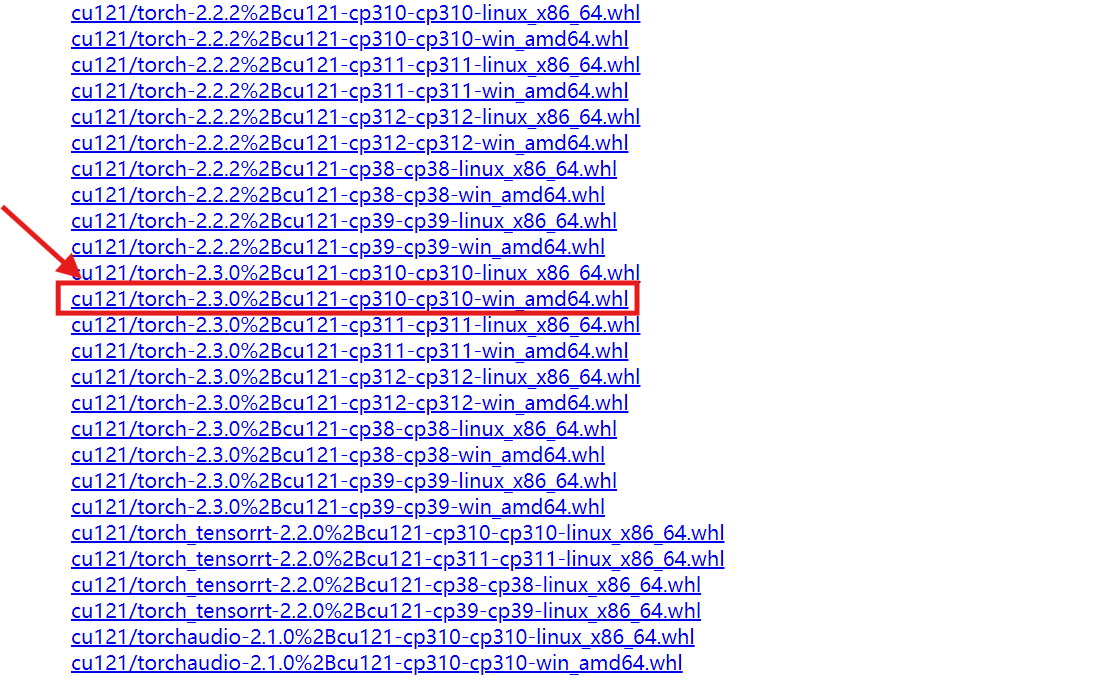 cu121/torch-2.2.2%2Bcu121-cp310-cp310-linux_x86_64.whl
cu121/torch-2.2.2%2Bcu121-cp310-cp310-win_amd64.whl
cu121/torch-2.2.2%2Bcu121-cp311-cp311-linux_x86_64.whl
cu121/torch-2.2.2%2Bcu121-cp311-cp311-win_amd64.whl
cu121/torch-2.2.2%2Bcu121-cp312-cp312-linux_x86_64.whl
cu121/torch-2.2.2%2Bcu121-cp312-cp312-win_amd64.whl
cu121/torch-2.2.2%2Bcu121-cp38-cp38-linux_x86_64.whl
cu121/torch-2.2.2%2Bcu121-cp38-cp38-win_amd64.whl
cu121/torch-2.2.2%2Bcu121-cp39-cp39-linux_x86_64.whl
cu121/torch-2.2.2%2Bcu121-cp39-cp39-win_amd64.whl
cu121/torch-2.3.0%2Bcu121-cp310-cp310-linux_x86_64.whl
cu121/torch-2.3.0%2Bcu121-cp310-cp310-win_amd64.whl
cu121/torch-2.3.0%2Bcu121-cp311-cp311-linux_x86_64.whl
cu121/torch-2.3.0%2Bcu121-cp311-cp311-win_amd64.whl
cu121/torch-2.3.0%2Bcu121-cp312-cp312-linux_x86_64.whl
cu121/torch-2.3.0%2Bcu121-cp312-cp312-win_amd64.whl
cu121/torch-2.3.0%2Bcu121-cp38-cp38-linux_x86_64.whl
cu121/torch-2.3.0%2Bcu121-cp38-cp38-win_amd64.whl
cu121/torch-2.3.0%2Bcu121-cp39-cp39-linux_x86_64.whl
cu121/torch-2.3.0%2Bcu121-cp39-cp39-win_amd64.whl
cu121/torch_tensorrt-2.2.0%2Bcu121-cp310-cp310-linux_x86_64.whl
cu121/torch_tensorrt-2.2.0%2Bcu121-cp311-cp311-linux_x86_64.whl
cu121/torch_tensorrt-2.2.0%2Bcu121-cp38-cp38-linux_x86_64.whl
cu121/torch_tensorrt-2.2.0%2Bcu121-cp39-cp39-linux_x86_64.whl
cu121/torchaudio-2.1.0%2Bcu121-cp310-cp310-linux_x86_64.whl
cu121/torchaudio-2.1.0%2Bcu121-cp310-cp310-win_amd64.whl